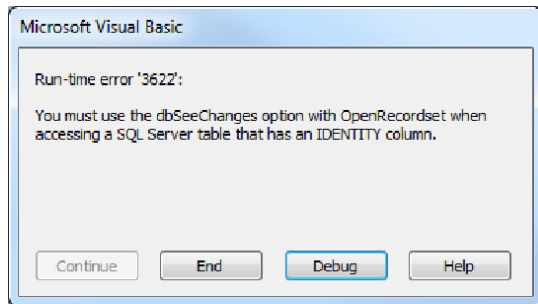 Microsoft Visual Basic
Run-time error '3622':
You must use the dbSeeChanges option with OpenRecordset when
accessing a SQL Server table that has an IDENTITY column.
Continue End Debug Help